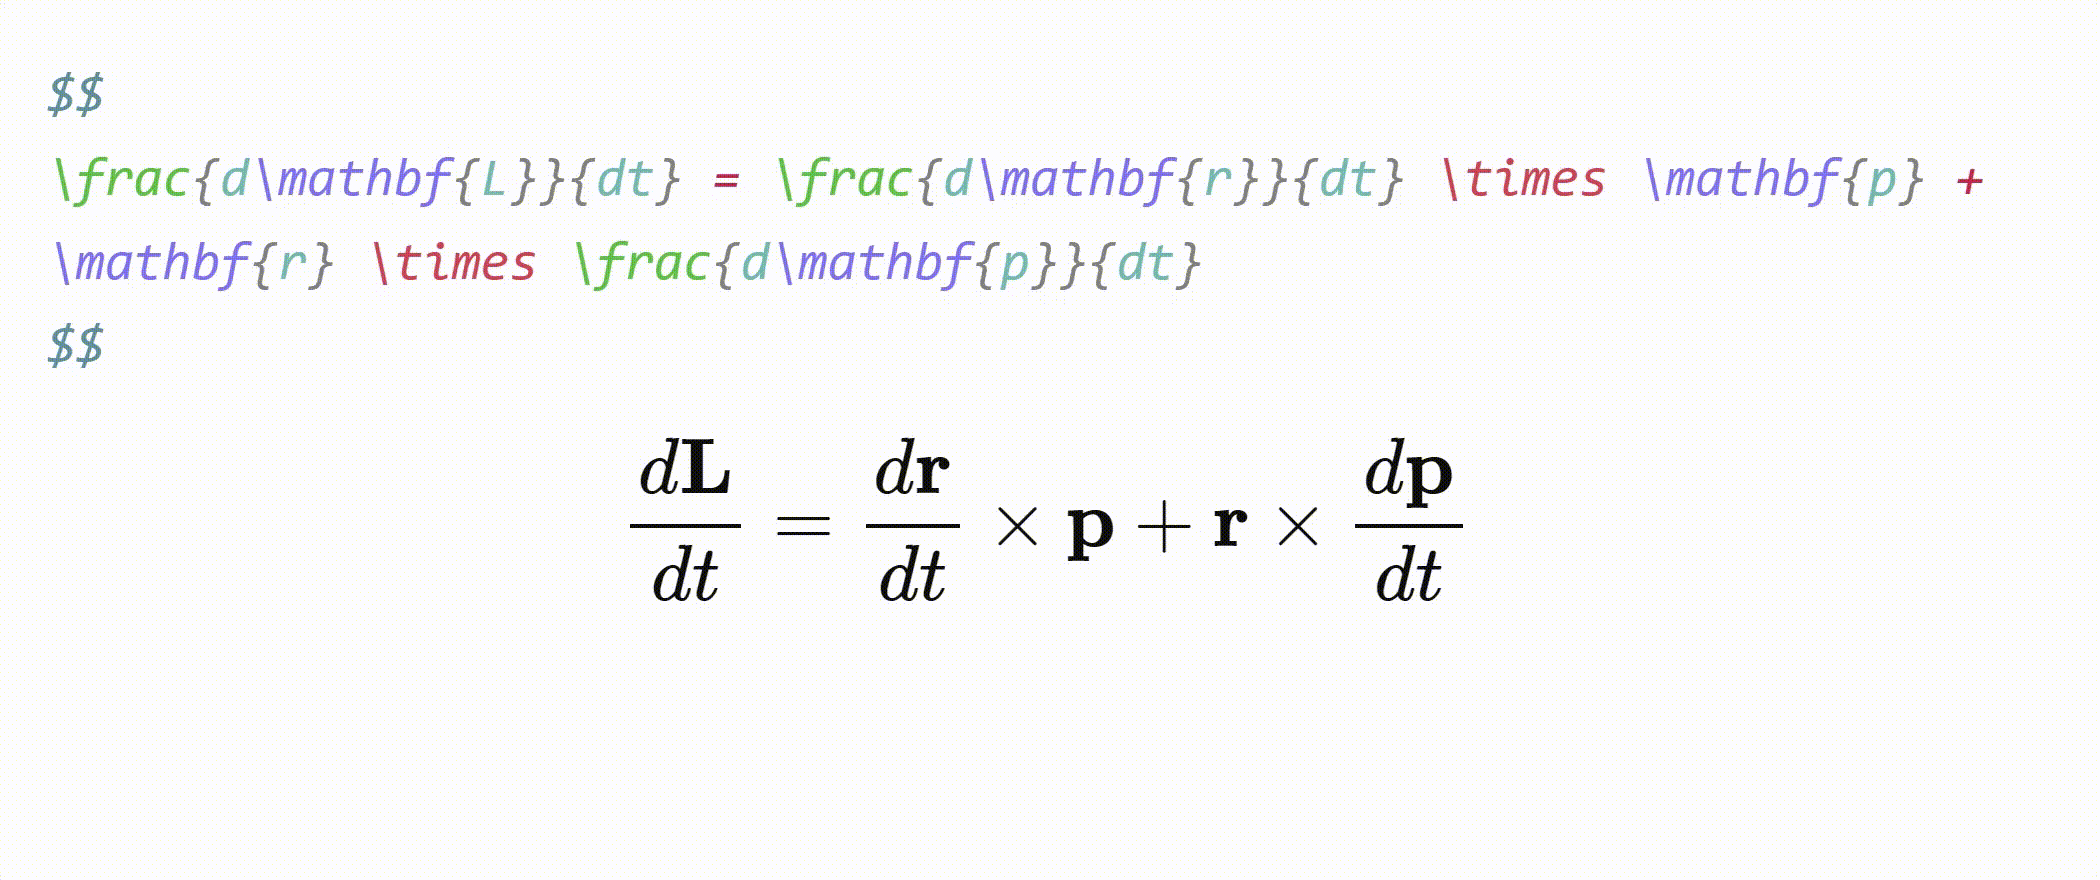 $$
\frac{d\mathbf{L}}{dt} = \frac{d\mathbf{r}}{dt} \times \mathbf{p} +
\mathbf{r} \times \frac{d\mathbf{p}}{dt}
$$
d𝐋/dt = d𝐫/dt × 𝐩 + 𝐫 × d𝐩/dt